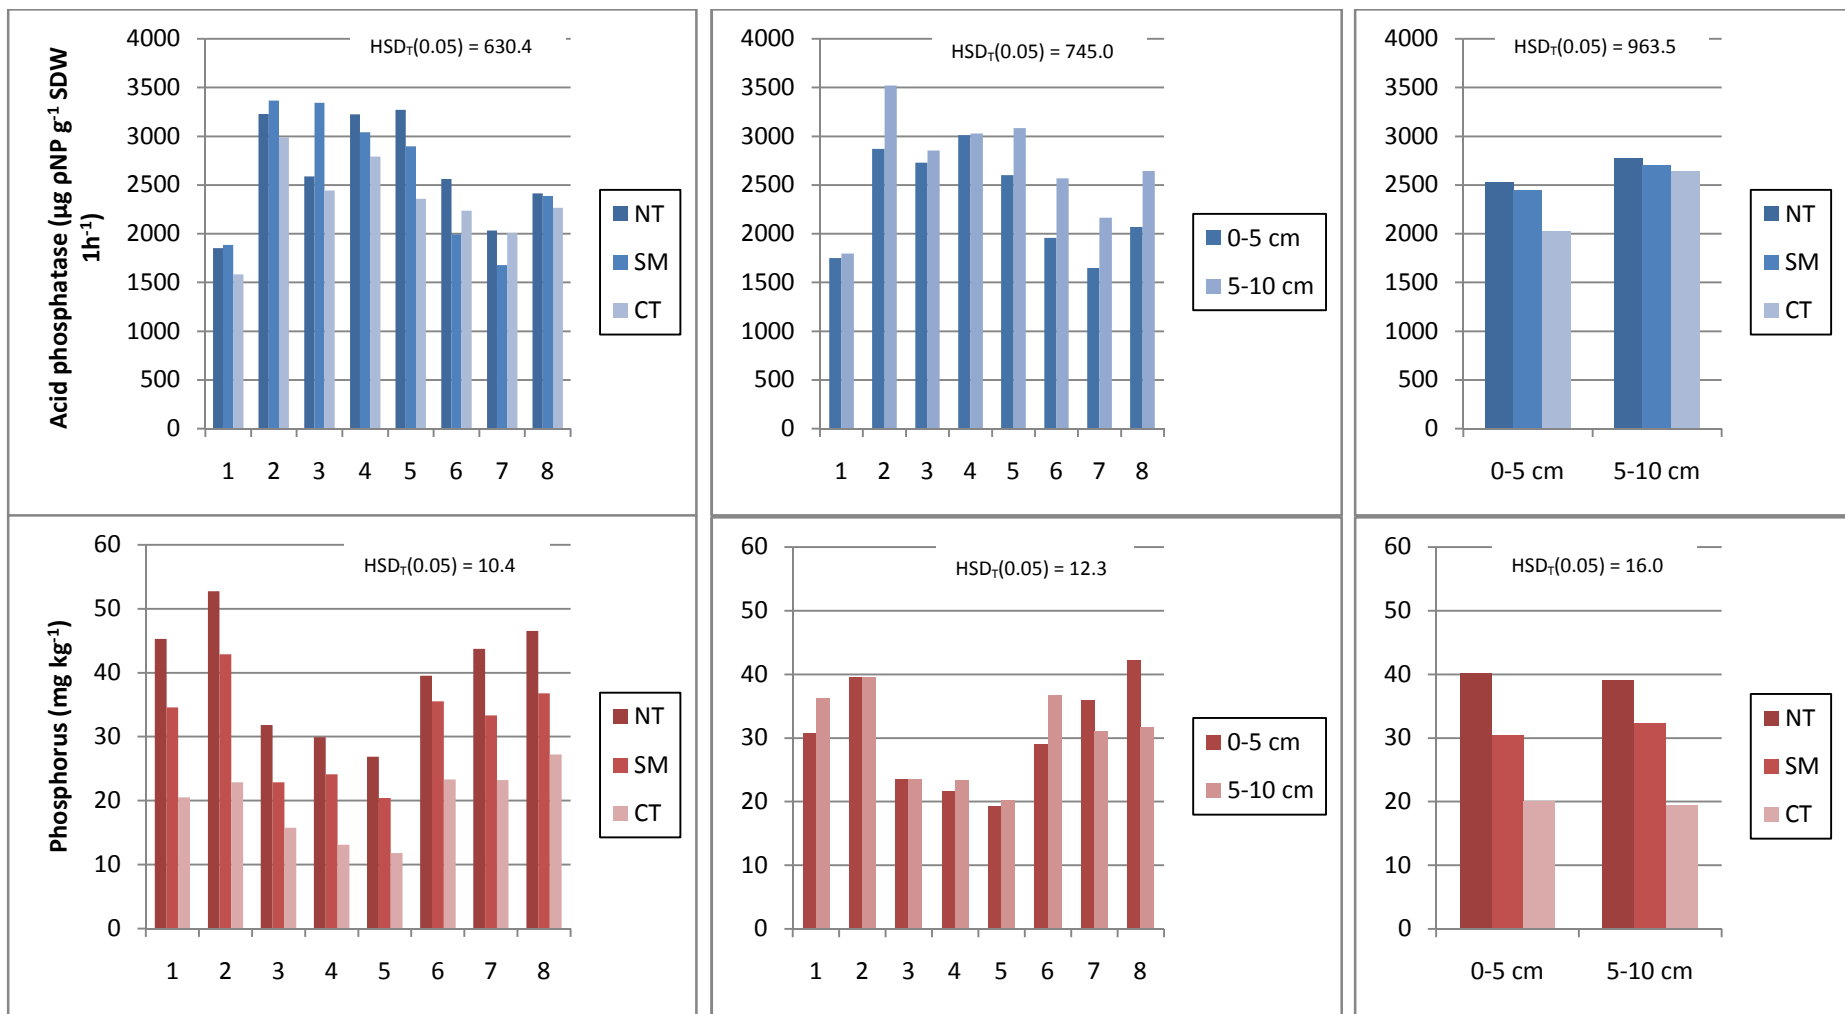 Acid phosphatase (μg ρNP g⁻¹ SDW
1h⁻¹)
HSD_T(0.05) = 630.4
4000
3500
3000
2500
2000
1500
1000
500
0
1 2 3 4 5 6 7 8
NT
SM
CT
HSD_T(0.05) = 745.0
4000
3500
3000
2500
2000
1500
1000
500
0
1 2 3 4 5 6 7 8
0-5 cm
5-10 cm
HSD_T(0.05) = 963.5
4000
3500
3000
2500
2000
1500
1000
500
0
0-5 cm 5-10 cm
NT
SM
CT
Phosphorus (mg kg⁻¹)
HSD_T(0.05) = 10.4
60
50
40
30
20
10
0
1 2 3 4 5 6 7 8
NT
SM
CT
HSD_T(0.05) = 12.3
60
50
40
30
20
10
0
1 2 3 4 5 6 7 8
0-5 cm
5-10 cm
HSD_T(0.05) = 16.0
60
50
40
30
20
10
0
0-5 cm 5-10 cm
NT
SM
CT